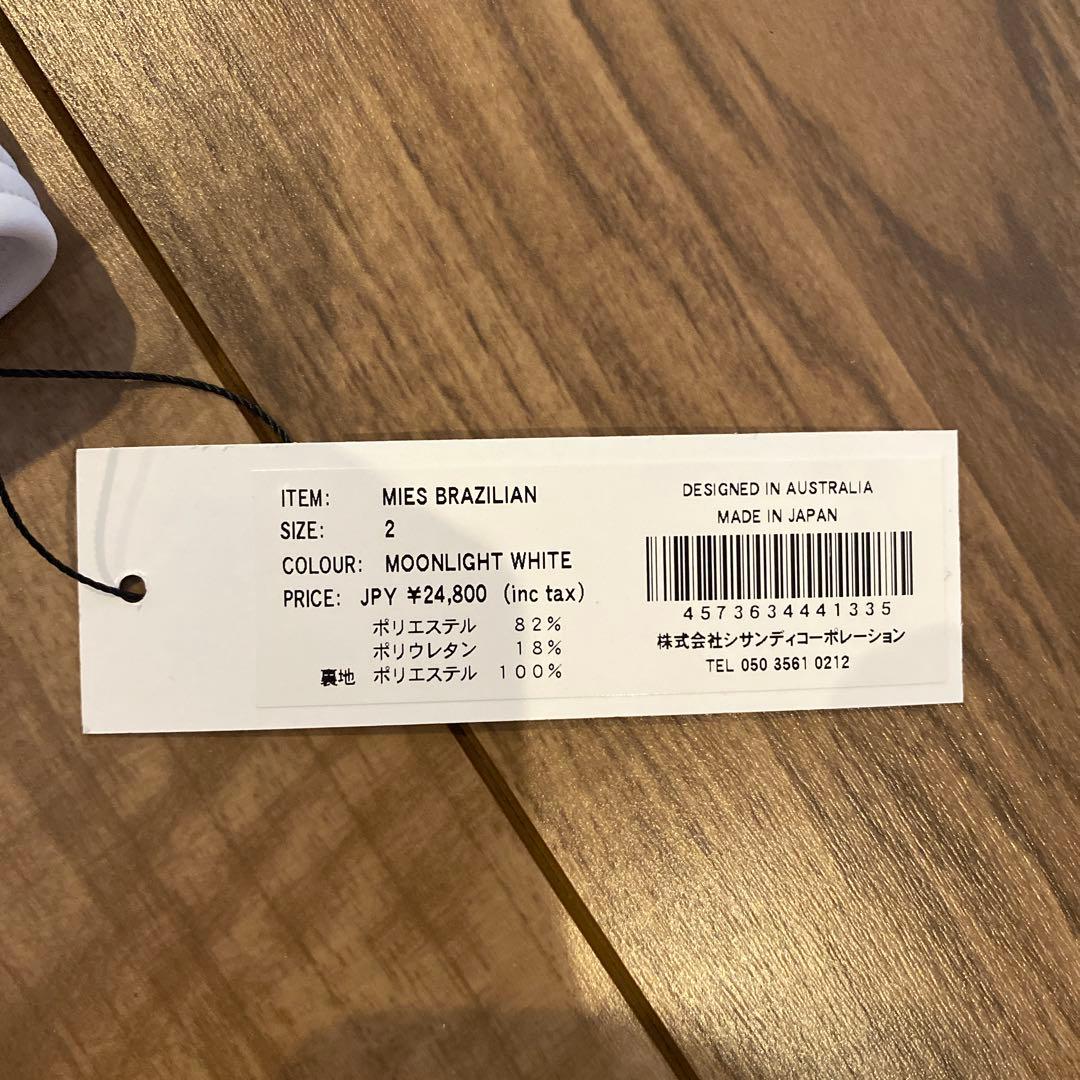 ITEM: MIES BRAZILIAN
SIZE: 2
COLOUR: MOONLIGHT WHITE
PRICE: JPY ¥24,800 (inc tax)
ポリエステル 82%
ポリウレタン 18%
裏地 ポリエステル 100%
DESIGNED IN AUSTRALIA
MADE IN JAPAN
4573634441335
株式会社シサンディコーポレーション
TEL 050 3561 0212